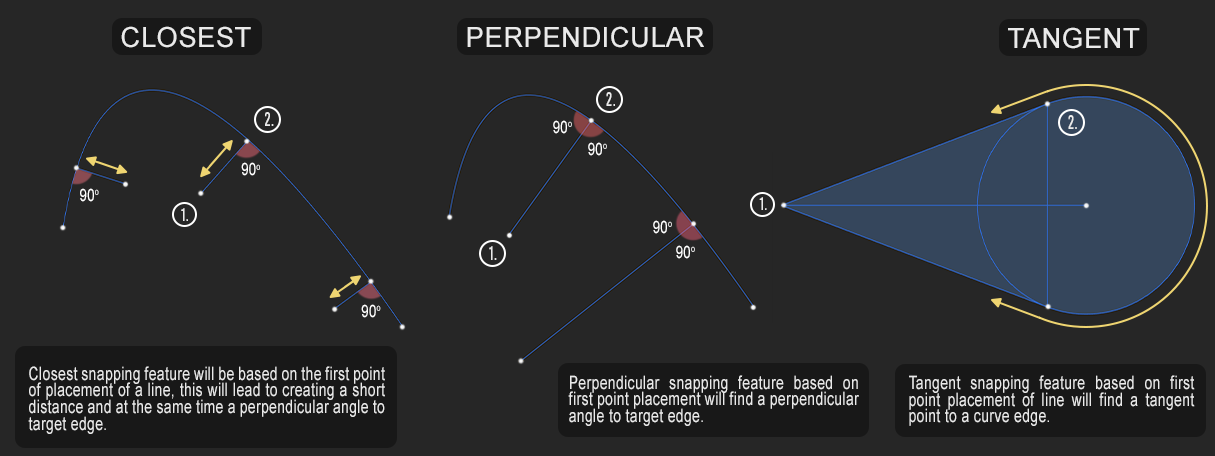 CLOSEST
2.
90°
90°
1.
90°
Closest snapping feature will be based on the first point
of placement of a line, this will lead to creating a short
distance and at the same time a perpendicular angle to
target edge.
PERPENDICULAR
2.
90°
90°
90°
1.
90°
Perpendicular snapping feature based on
first point placement will find a perpendicular
angle to target edge.
TANGENT
2.
1.
Tangent snapping feature based on first
point placement of line will find a tangent
point to a curve edge.